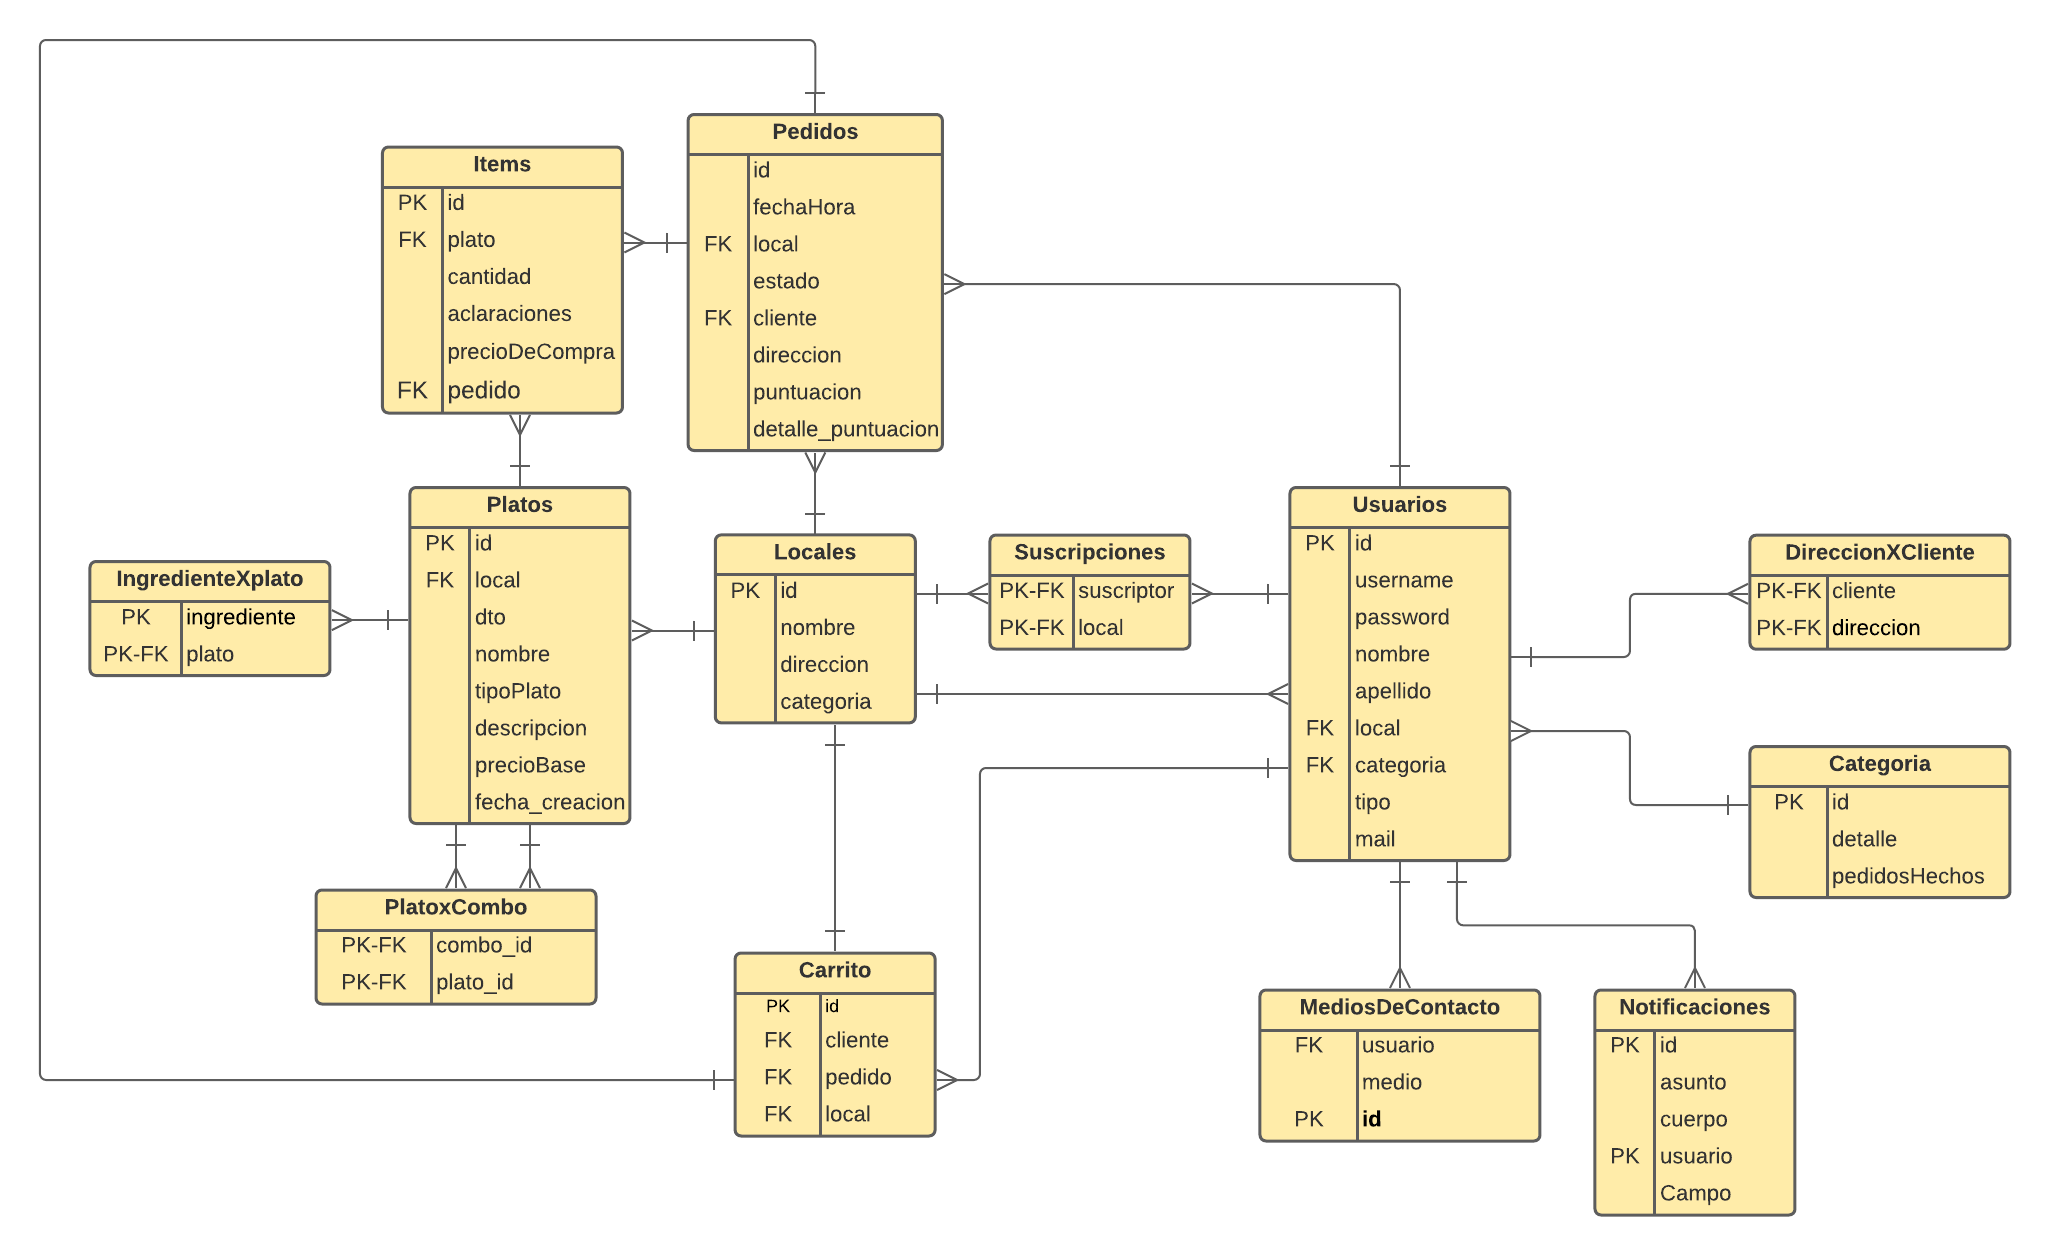 Pedidos
id
fechaHora
FK local
estado
FK cliente
direccion
puntuacion
detalle_puntuacion
Items
PK id
FK plato
cantidad
aclaraciones
precioDeCompra
FK pedido
Platos
PK id
FK local
dto
nombre
tipoPlato
descripcion
precioBase
fecha_creacion
IngredienteXplato
PK ingrediente
PK-FK plato
Locales
PK id
nombre
direccion
categoria
Suscripciones
PK-FK suscriptor
PK-FK local
Usuarios
PK id
username
password
nombre
apellido
FK local
FK categoria
tipo
mail
DireccionXCliente
PK-FK cliente
PK-FK direccion
Categoria
PK id
detalle
pedidosHechos
PlatoxCombo
PK-FK combo_id
PK-FK plato_id
Carrito
PK id
FK cliente
FK pedido
FK local
MediosDeContacto
FK usuario
medio
PK id
Notificaciones
PK id
asunto
cuerpo
PK usuario
Campo